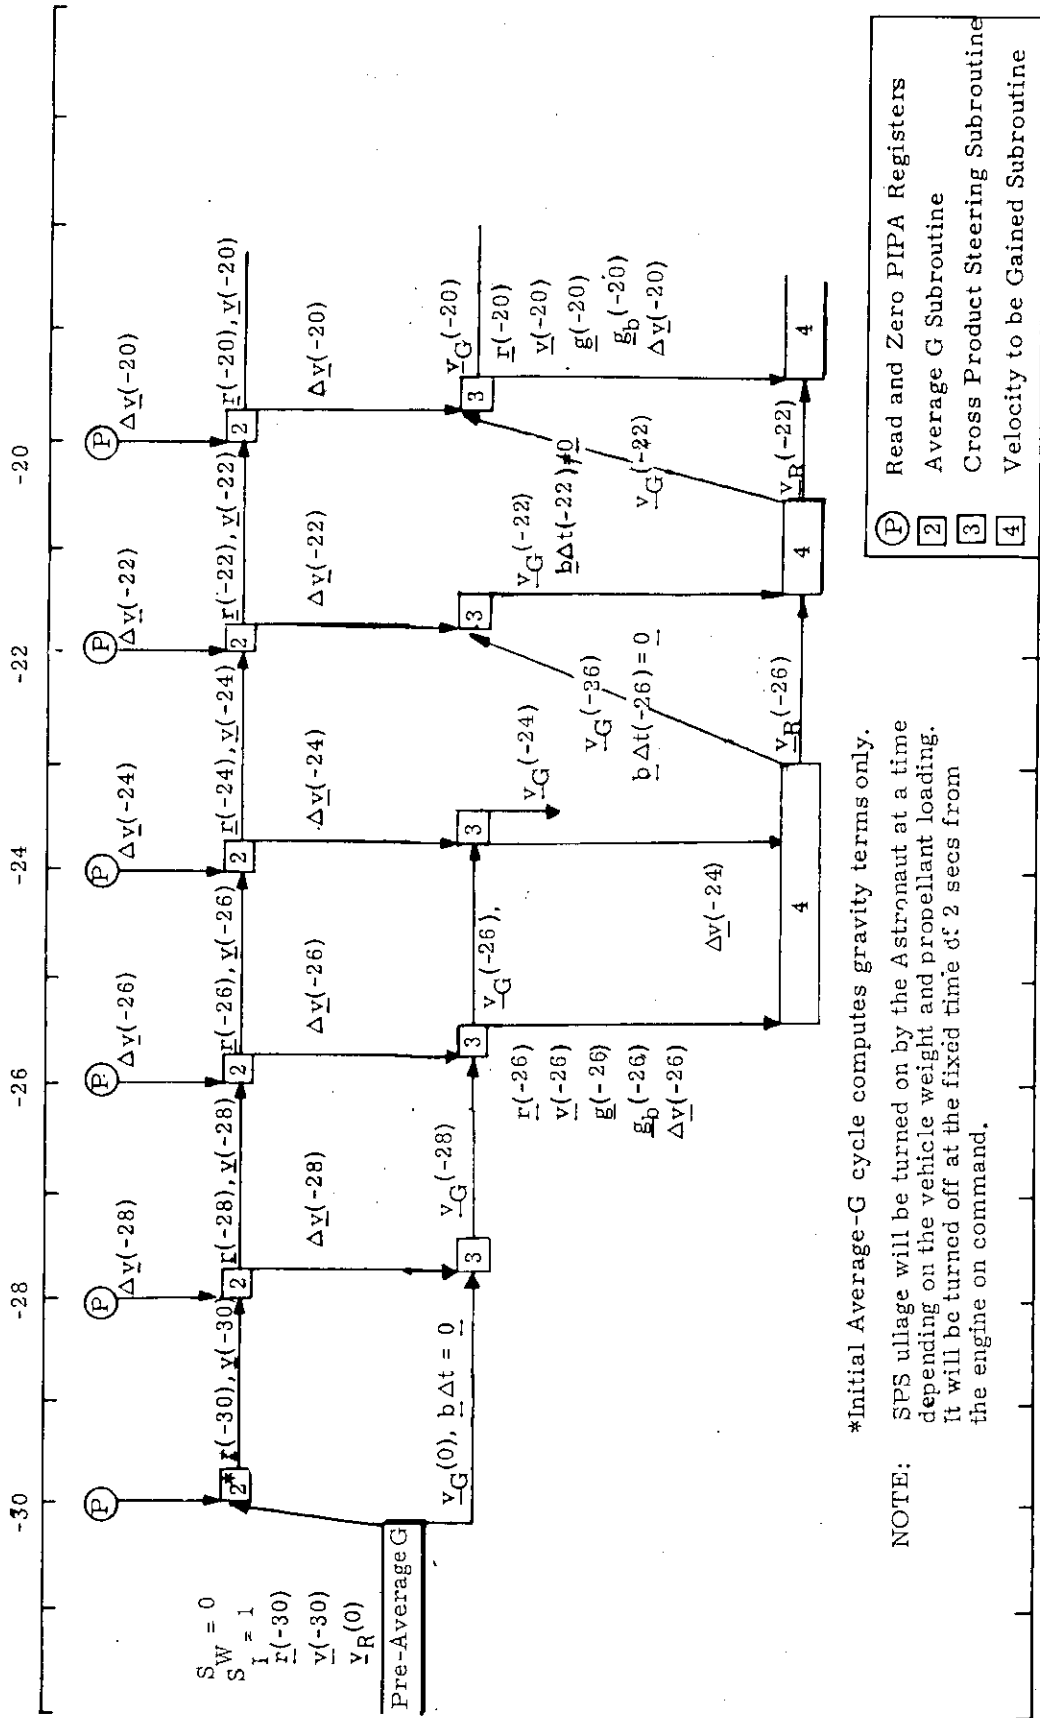 -30
-28
-26
-24
-22
-20
P
P
P
P
P
P
Δv(-28)
Δv(-26)
Δv(-24)
Δv(-22)
Δv(-20)
S_W = 0
S_I = 1
r(-30)
v(-30)
v_R(0)
Pre-Average G
2*
r(-30), v(-30)
2
r(-28), v(-28)
2
r(-26), v(-26)
2
r(-24), v(-24)
2
r(-22), v(-22)
2
r(-20), v(-20)
Δv(-28)
Δv(-26)
Δv(-24)
Δv(-22)
Δv(-20)
v_G(0), b Δt = 0
3
v_G(-28)
3
v_G(-26),
3
v_G(-24)
3
v_G(-22)
bΔt(-22)≠0
3
v_G(-20)
r(-26)
v(-26)
g(-26)
g_b(-26)
Δv(-26)
Δv(-24)
v_G(-26)
b Δt(-26) = 0
v_G(-22)
r(-20)
v(-20)
g(-20)
g_b(-20)
Δv(-20)
4
v_R(-26)
4
v_R(-22)
4
*Initial Average-G cycle computes gravity terms only.
NOTE: SPS ullage will be turned on by the Astronaut at a time
depending on the vehicle weight and propellant loading.
It will be turned off at the fixed time of 2 secs from
the engine on command.
P Read and Zero PIPA Registers
2 Average G Subroutine
3 Cross Product Steering Subroutine
4 Velocity to be Gained Subroutine